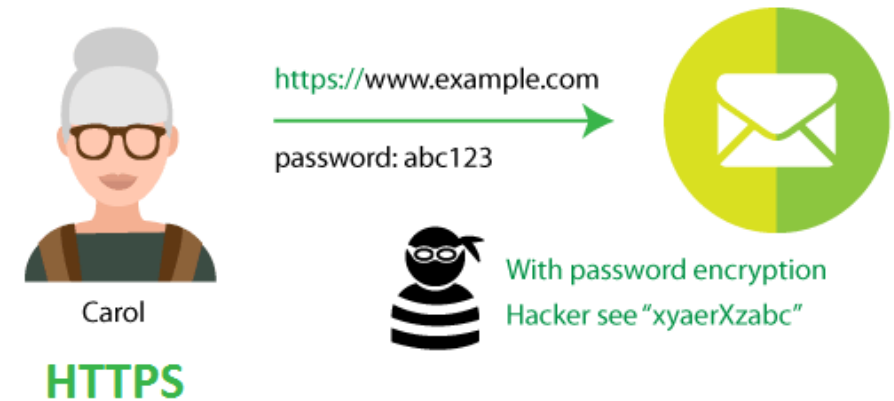 https://www.example.com
password: abc123
With password encryption
Hacker see “xyaerXzabc”
Carol
HTTPS